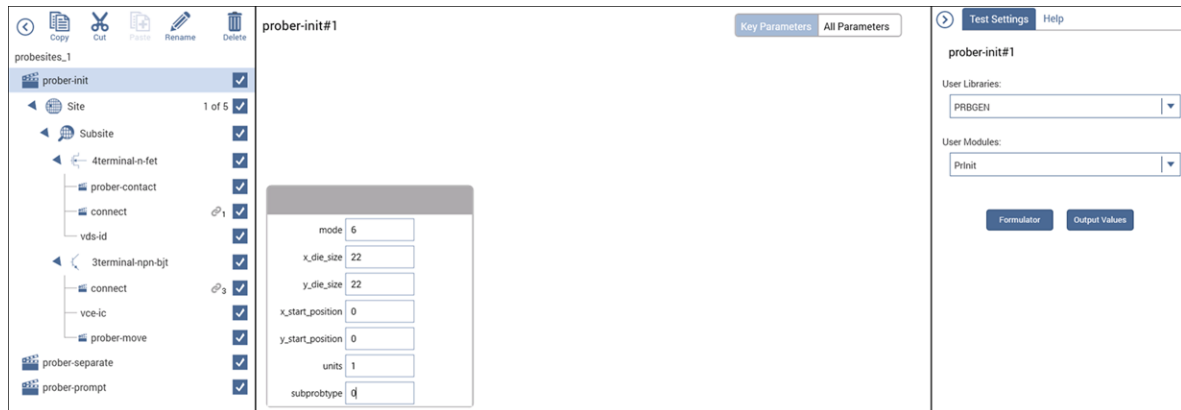 Copy Cut Paste Rename Delete
probesites_1
prober-init
Site 1 of 5
Subsite
4terminal-n-fet
prober-contact
connect 1
vds-id
3terminal-npn-bjt
connect 3
vce-ic
prober-move
prober-separate
prober-prompt
prober-init#1
Key Parameters All Parameters
mode 6
x_die_size 22
y_die_size 22
x_start_position 0
y_start_position 0
units 1
subprobtype 0
Test Settings Help
prober-init#1
User Libraries:
PRBGEN
User Modules:
PrInit
Formulator Output Values